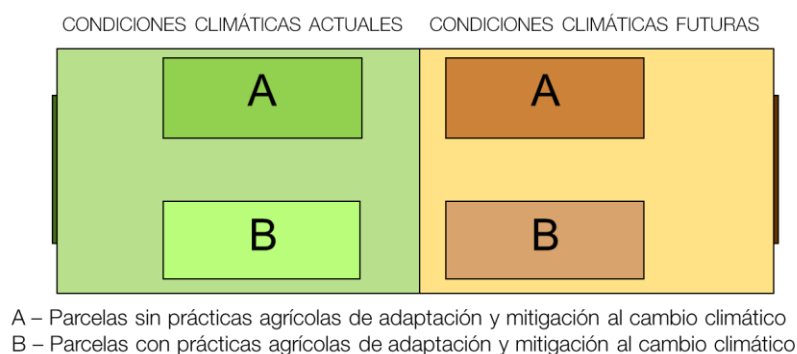 CONDICIONES CLIMÁTICAS ACTUALES CONDICIONES CLIMÁTICAS FUTURAS
A A
B B
A – Parcelas sin prácticas agrícolas de adaptación y mitigación al cambio climático
B – Parcelas con prácticas agrícolas de adaptación y mitigación al cambio climático